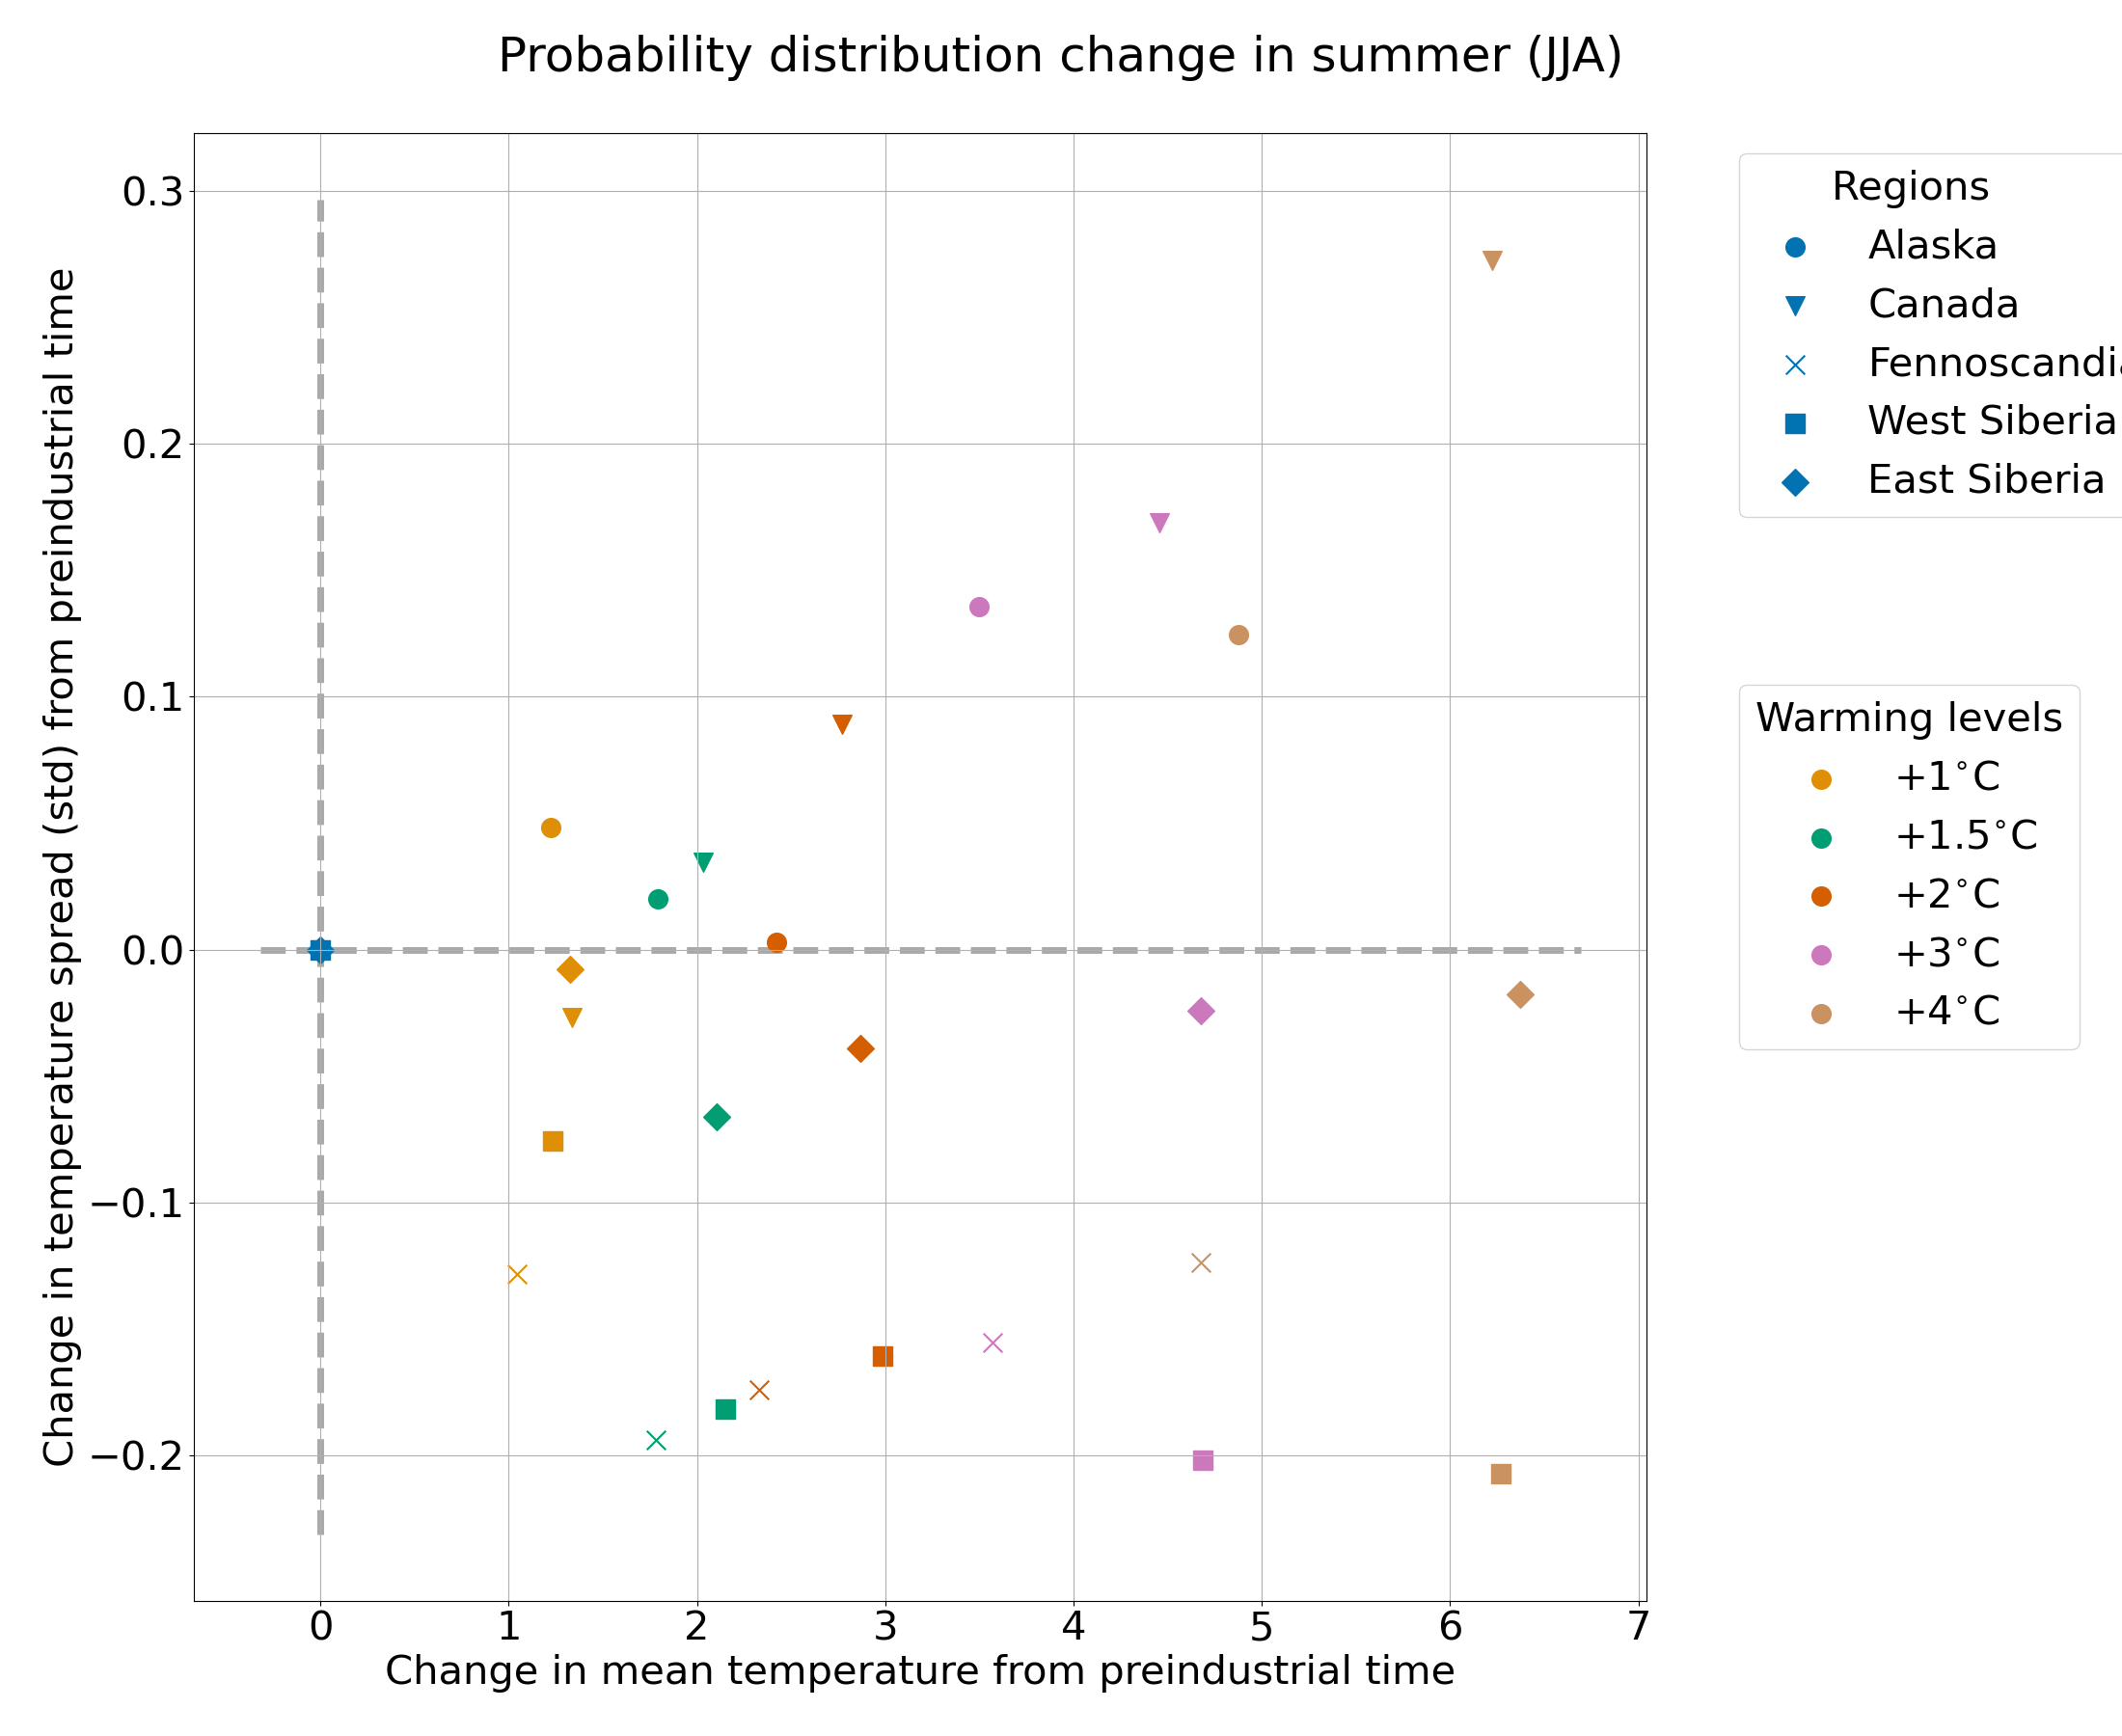 Probability distribution change in summer (JJA)
Change in temperature spread (std) from preindustrial time
0.3
0.2
0.1
0.0
−0.1
−0.2
0 1 2 3 4 5 6 7
Change in mean temperature from preindustrial time
Regions
Alaska
Canada
Fennoscandia
West Siberia
East Siberia
Warming levels
+1°C
+1.5°C
+2°C
+3°C
+4°C